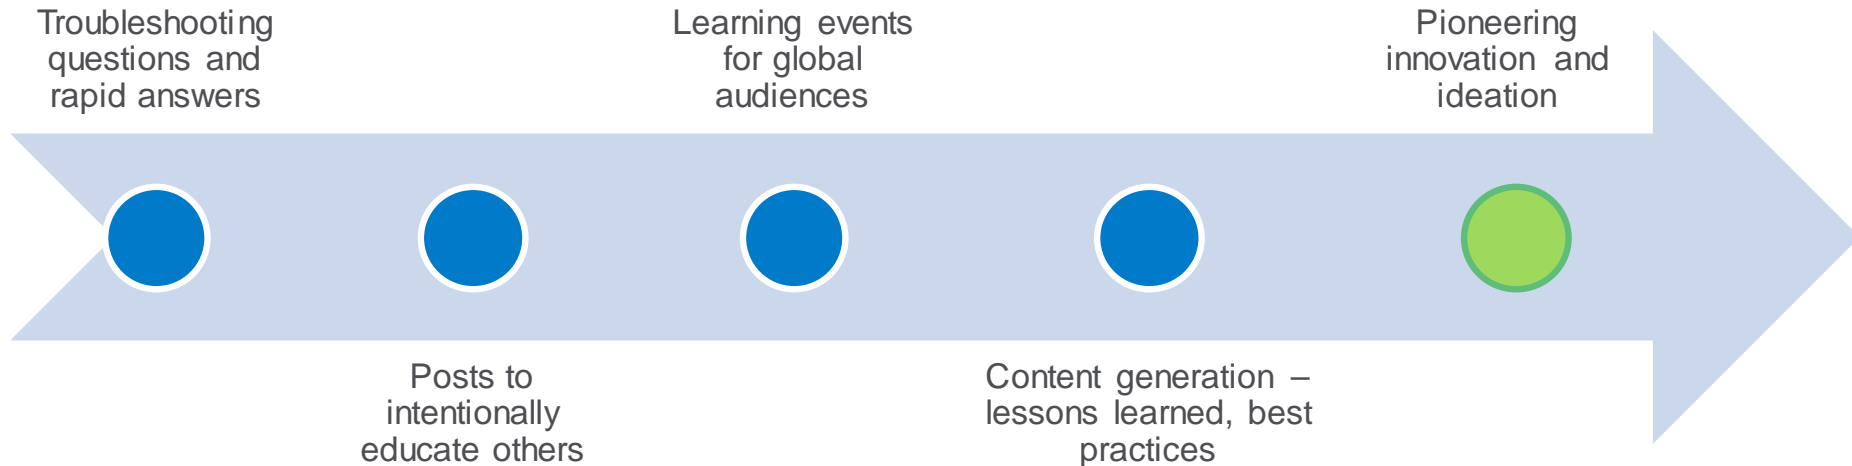 Troubleshooting
questions and
rapid answers
Posts to
intentionally
educate others
Learning events
for global
audiences
Content generation –
lessons learned, best
practices
Pioneering
innovation and
ideation